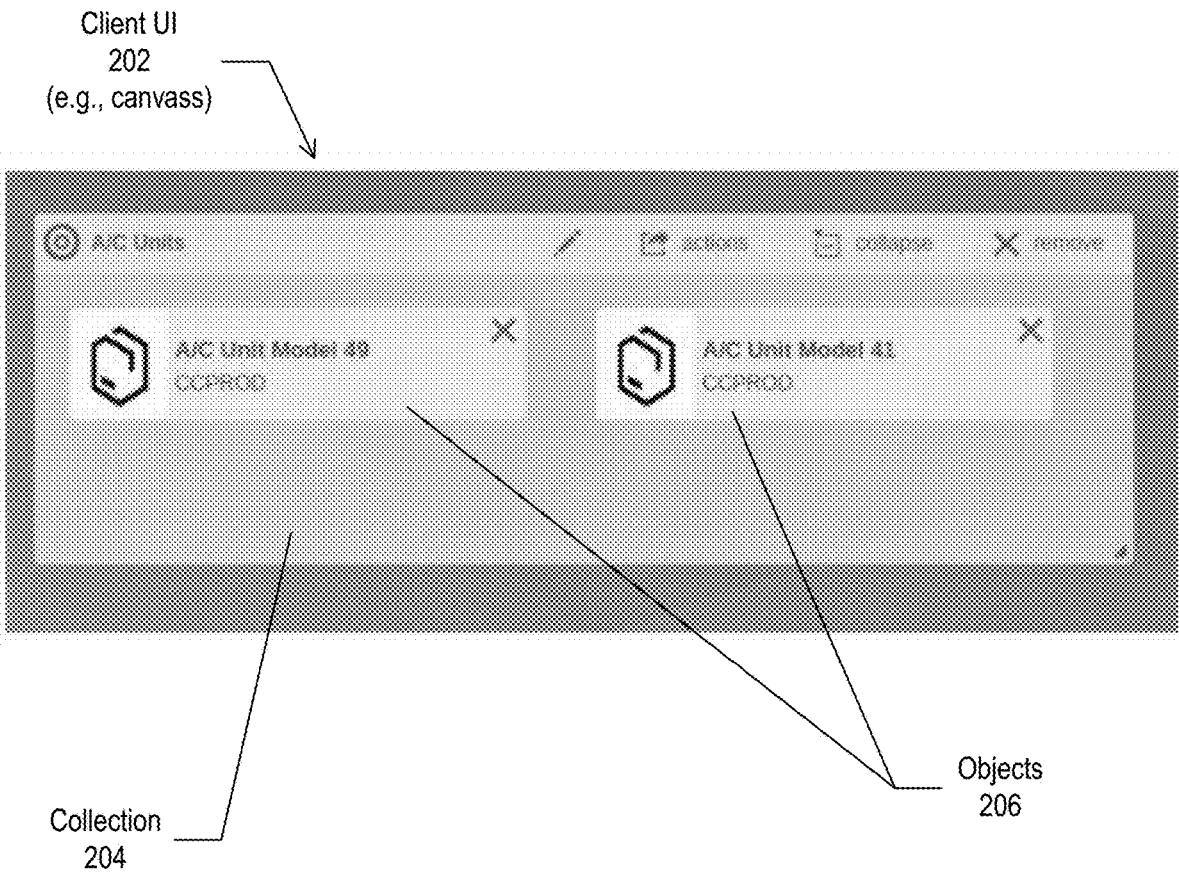 Client UI
202
(e.g., canvass)
A/C Units
actions
collapse
remove
A/C Unit Model 49
CCPROD
A/C Unit Model 41
CCPROD
Objects
206
Collection
204